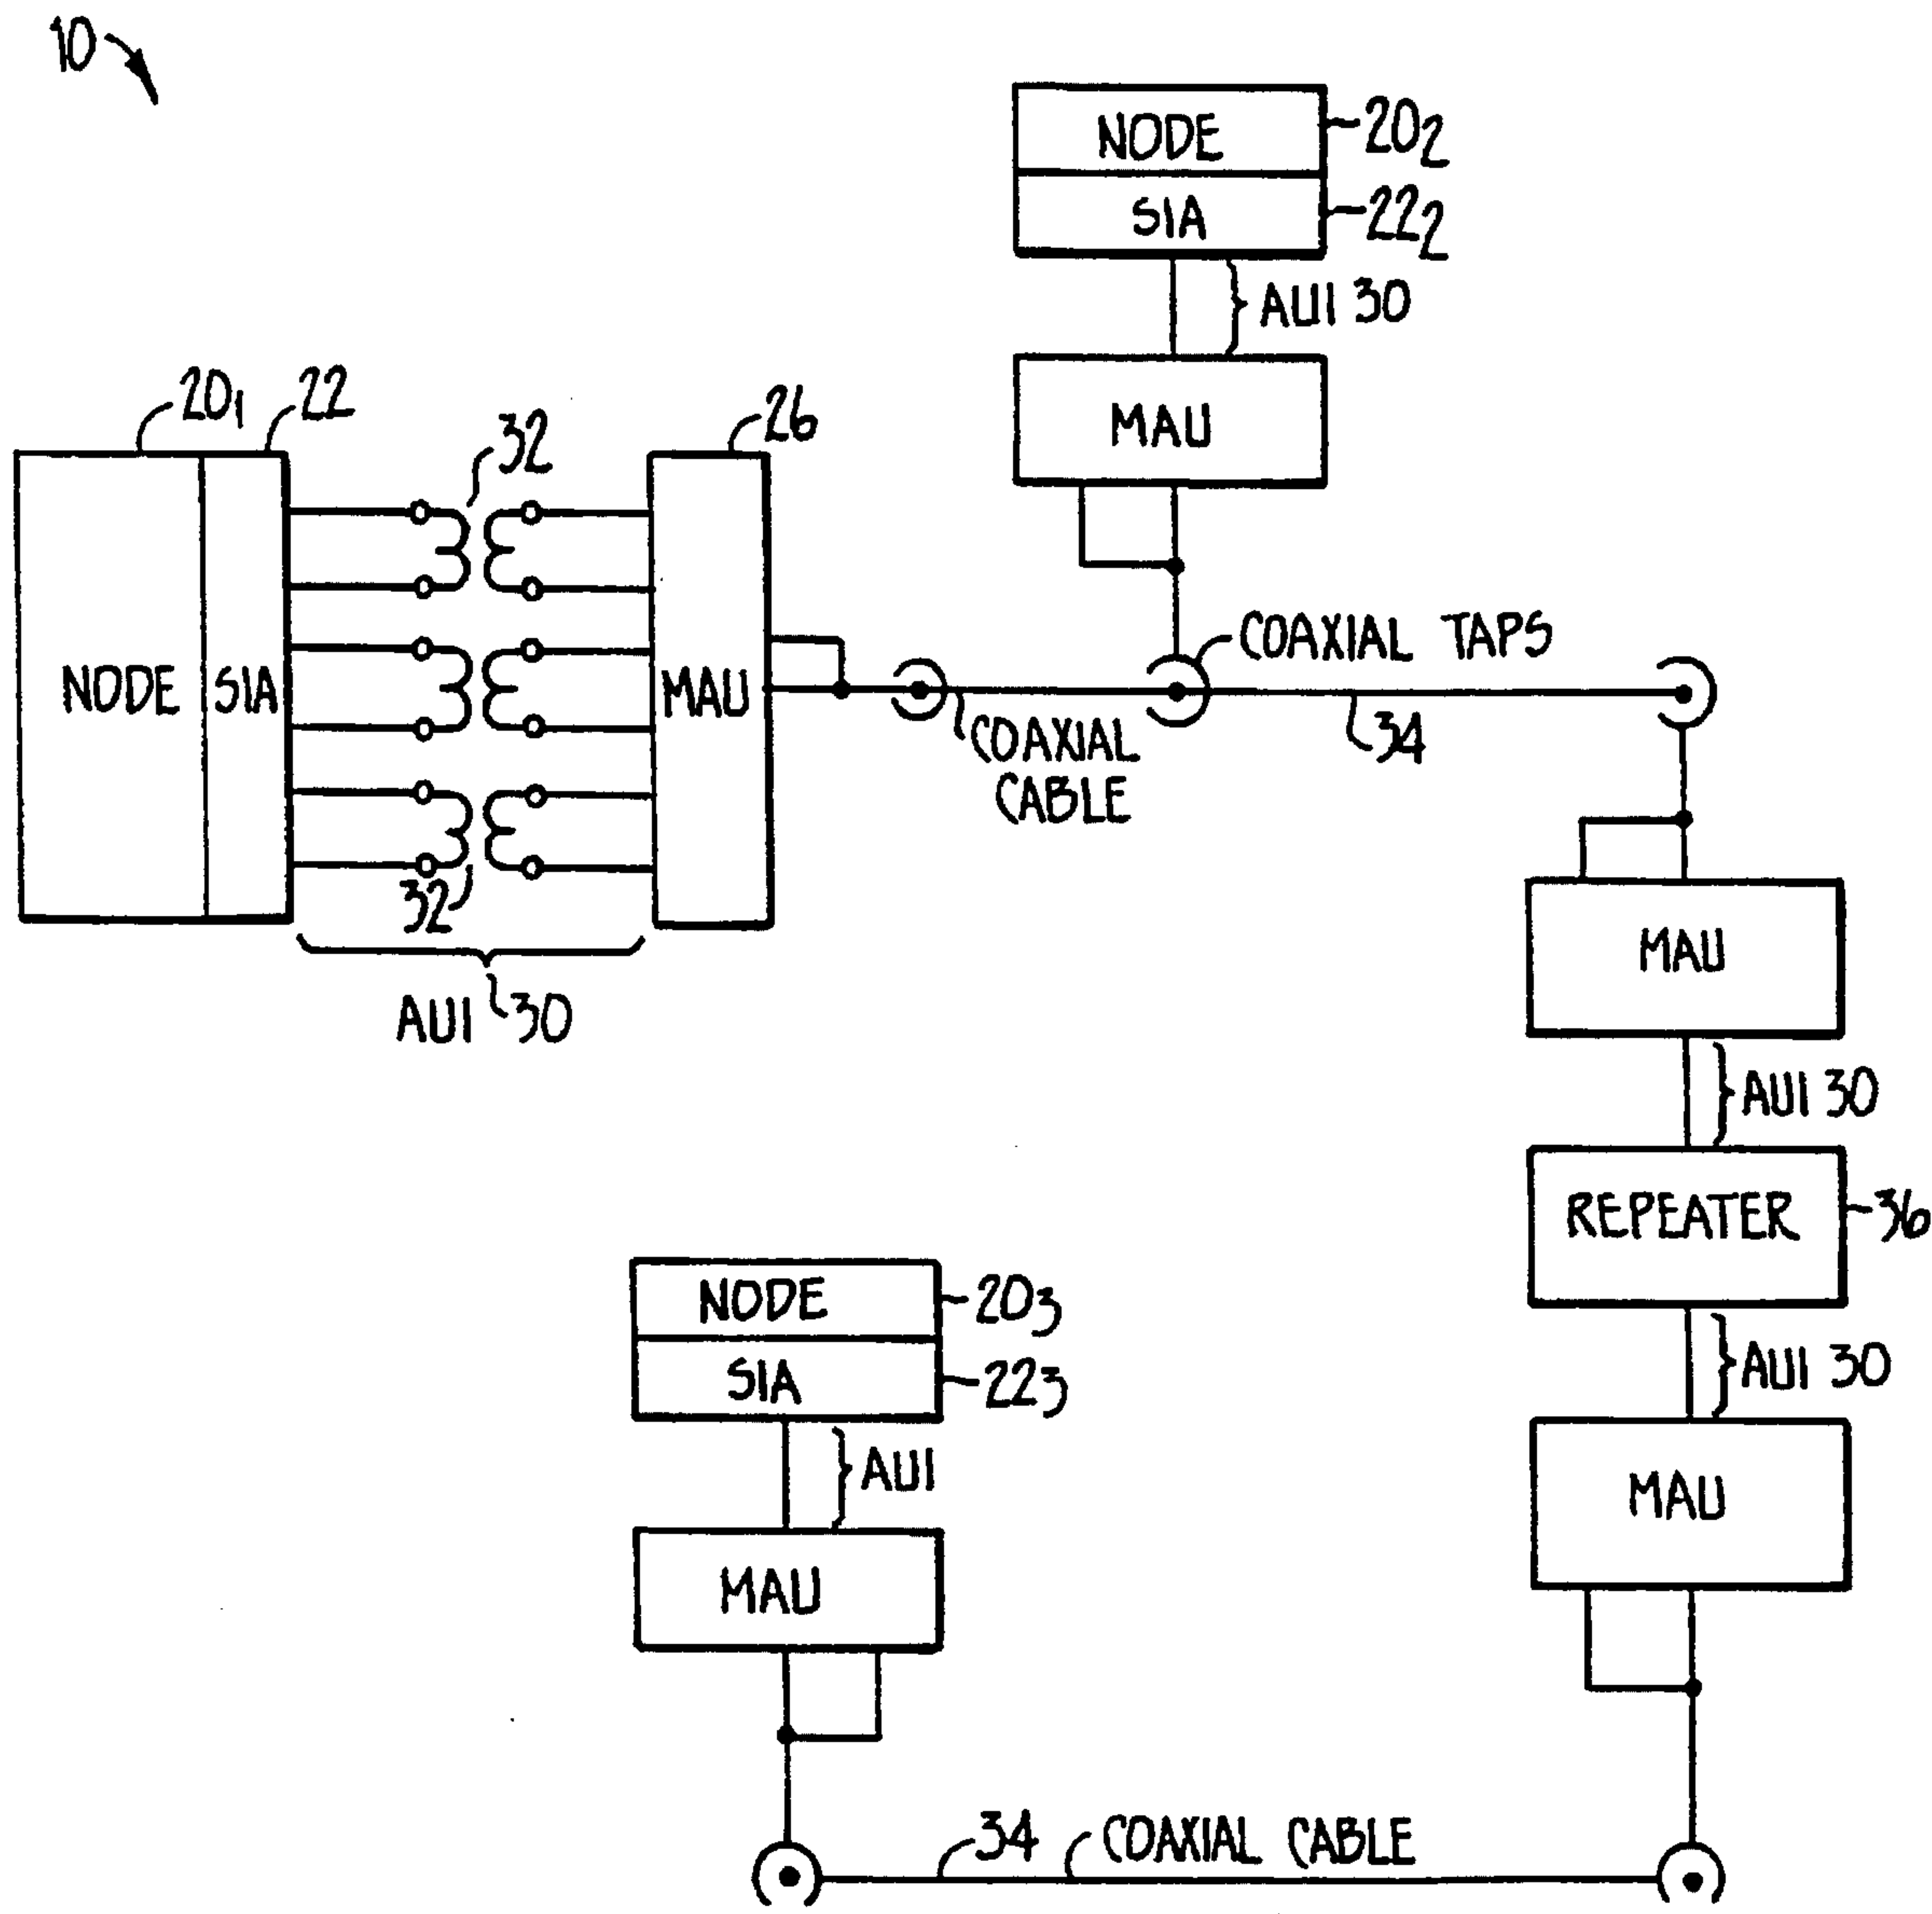 10
NODE
20₂
SIA
22₂
AUI 30
MAU
20₁
22
32
26
NODE
SIA
MAU
32
AUI 30
COAXIAL TAPS
COAXIAL
CABLE
34
MAU
AUI 30
REPEATER
36
AUI 30
MAU
NODE
20₃
SIA
22₃
AUI
MAU
34
COAXIAL CABLE